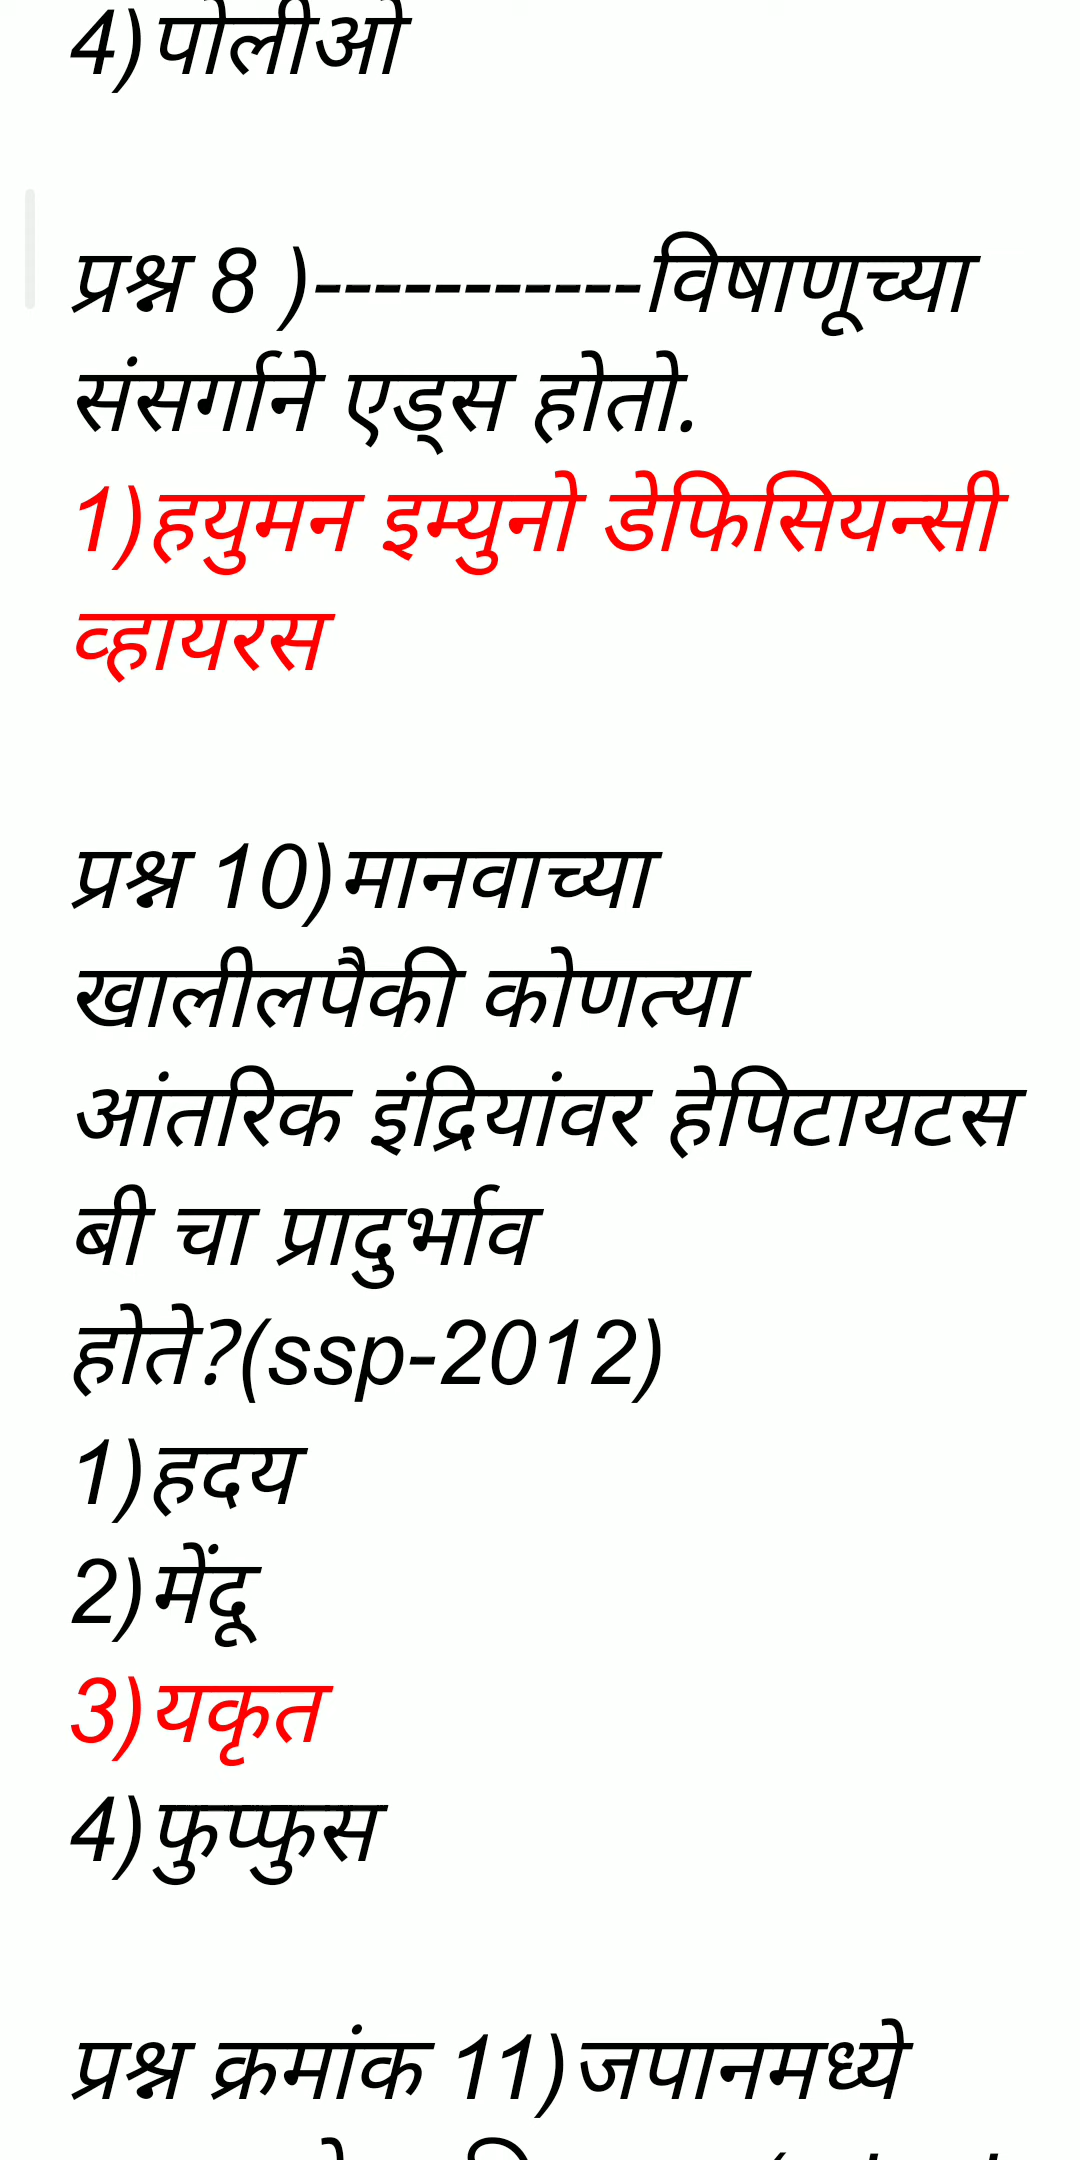 4)पोलीओ
प्रश्न 8 )-----------विषाणूच्या
संसर्गाने एड्स होतो.
1)हयुमन इम्युनो डेफिसियन्सी
व्हायरस
प्रश्न 10)मानवाच्या
खालीलपैकी कोणत्या
आंतरिक इंद्रियांवर हेपिटायटस
बी चा प्रादुर्भाव
होते?(ssp-2012)
1)हदय
2)मेंदू
3)यकृत
4)फुप्फुस
प्रश्न क्रमांक 11)जपानमध्ये